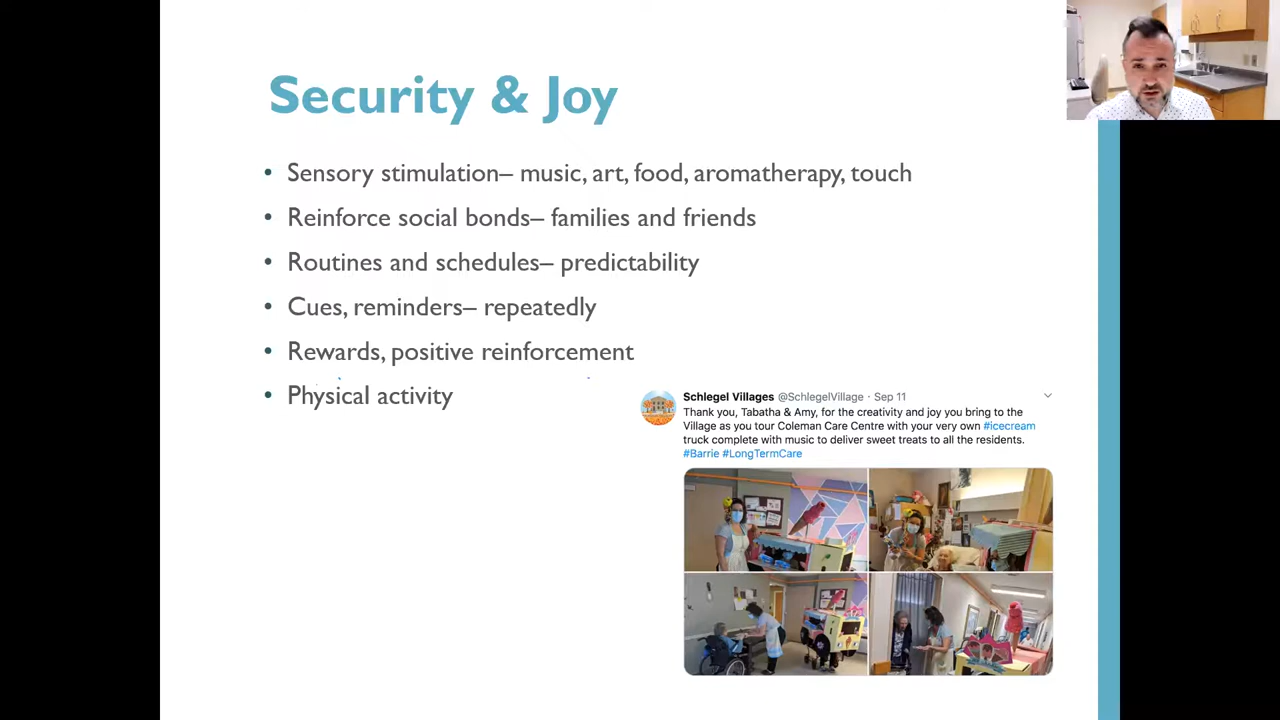 Security & Joy
• Sensory stimulation– music, art, food, aromatherapy, touch
• Reinforce social bonds– families and friends
• Routines and schedules– predictability
• Cues, reminders– repeatedly
• Rewards, positive reinforcement
• Physical activity
Schlegel Villages @SchlegelVillage · Sep 11
Thank you, Tabatha & Amy, for the creativity and joy you bring to the
Village as you tour Coleman Care Centre with your very own #icecream
truck complete with music to deliver sweet treats to all the residents.
#Barrie #LongTermCare